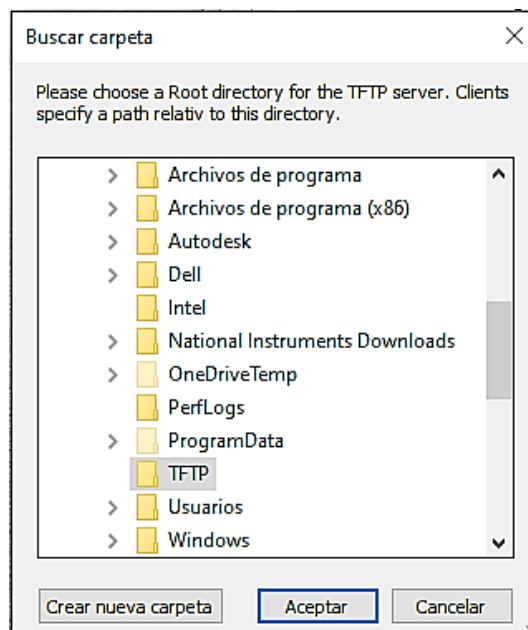 Buscar carpeta
Please choose a Root directory for the TFTP server. Clients
specify a path relativ to this directory.
Archivos de programa
Archivos de programa (x86)
Autodesk
Dell
Intel
National Instruments Downloads
OneDriveTemp
PerfLogs
ProgramData
TFTP
Usuarios
Windows
Crear nueva carpeta
Aceptar
Cancelar